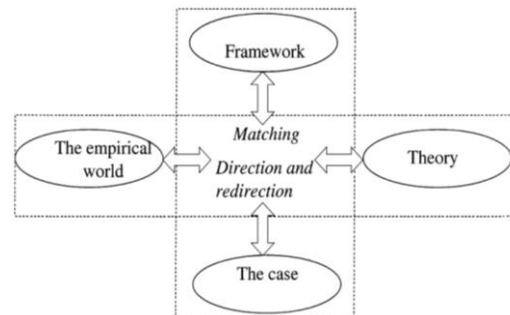 Framework
Matching
The empirical
world
Direction and
redirection
Theory
The case